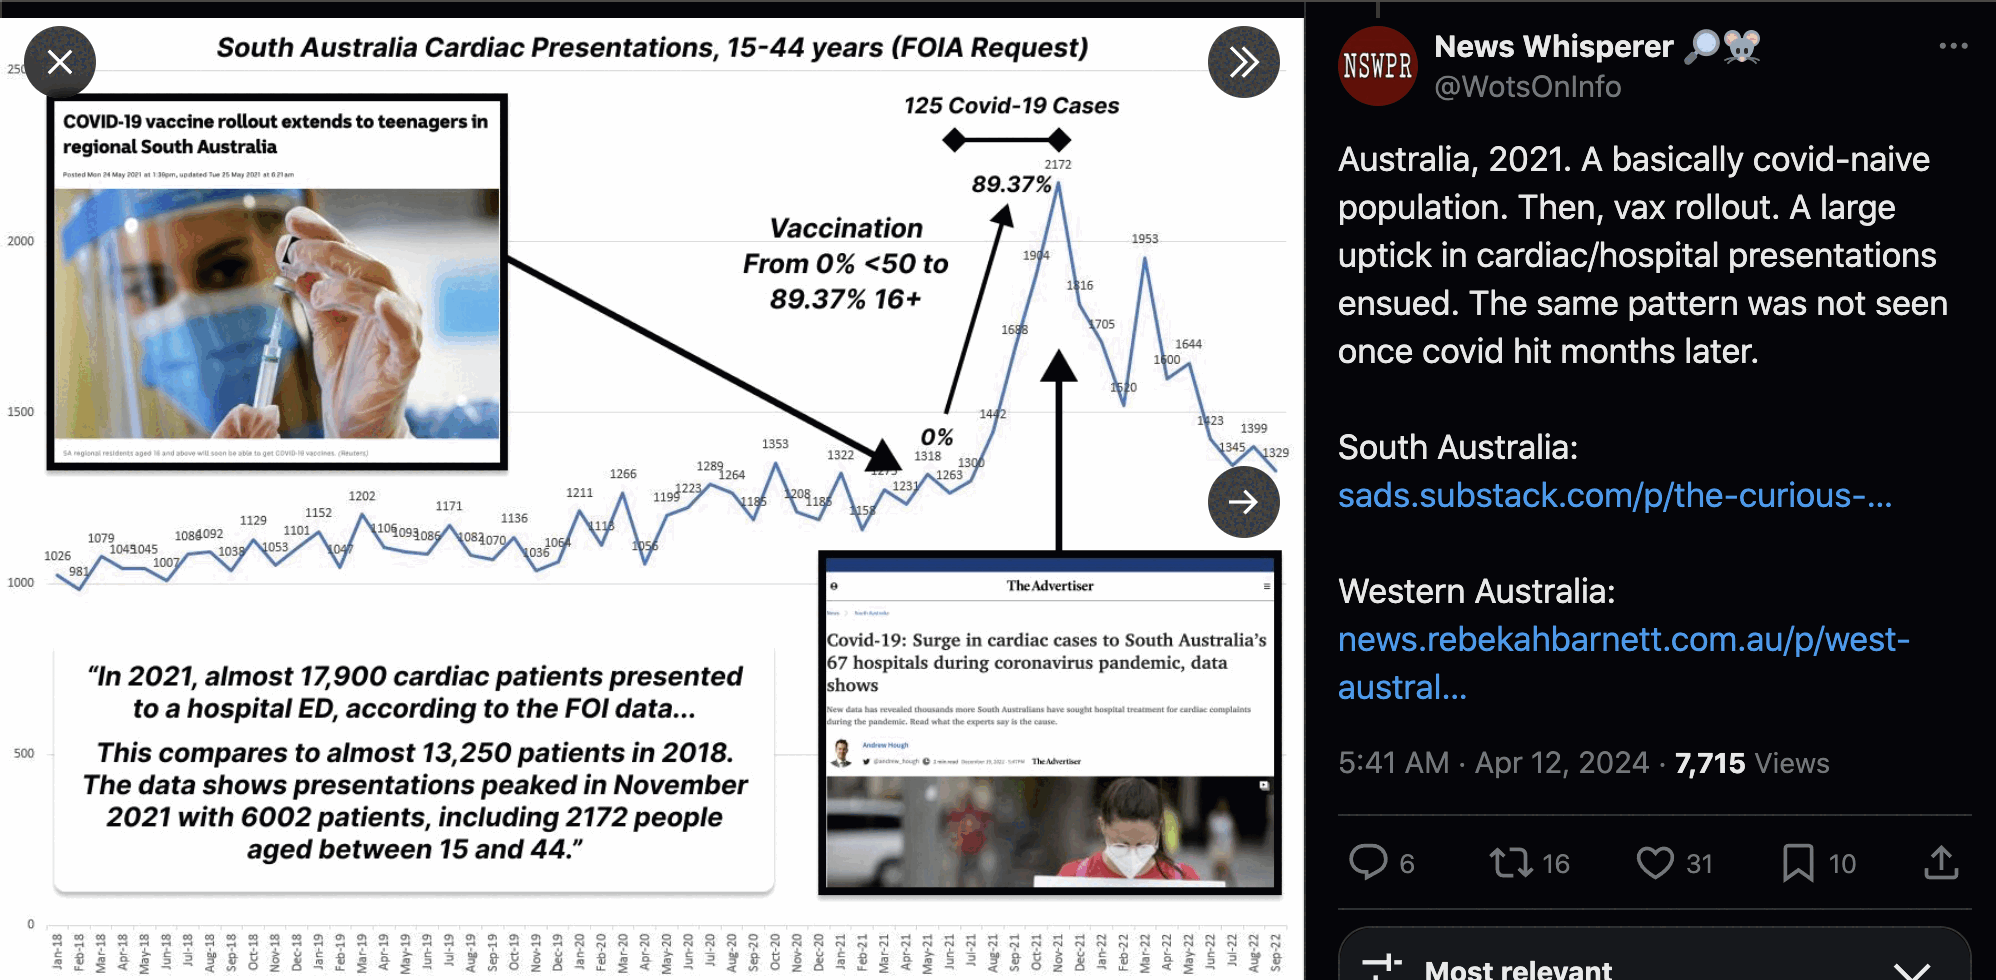 South Australia Cardiac Presentations, 15-44 years (FOIA Request)
2000
1500
1000
500
0
COVID-19 vaccine rollout extends to teenagers in
regional South Australia
Posted Mon 24 May 2021 at 1:39pm, updated Tue 25 May 2021 at 6:21am
SA regional residents aged 16 and above will soon be able to get COVID-19 vaccines. (Reuters)
125 Covid-19 Cases
89.37%
Vaccination
From 0% <50 to
89.37% 16+
0%
1026
981
1079
1045
1045
1007
1086
1092
1038
1129
1053
1101
1152
1047
1202
1106
1093
1086
1171
1082
1070
1136
1036
1064
1211
1113
1266
1056
1199
1223
1289
1264
1185
1353
1208
1185
1322
1158
1231
1318
1263
1300
1442
1688
1904
2172
1816
1705
1520
1953
1600
1644
1423
1345
1399
1329
“In 2021, almost 17,900 cardiac patients presented
to a hospital ED, according to the FOI data...
This compares to almost 13,250 patients in 2018.
The data shows presentations peaked in November
2021 with 6002 patients, including 2172 people
aged between 15 and 44.”
The Advertiser
News > South Australia
Covid-19: Surge in cardiac cases to South Australia’s
67 hospitals during coronavirus pandemic, data
shows
New data has revealed thousands more South Australians have sought hospital treatment for cardiac complaints
during the pandemic. Read what the experts say is the cause.
Andrew Hough
@andrew_hough 2 min read December 19, 2022 The Advertiser
Jan-18
Feb-18
Mar-18
Apr-18
May-18
Jun-18
Jul-18
Aug-18
Sep-18
Oct-18
Nov-18
Dec-18
Jan-19
Feb-19
Mar-19
Apr-19
May-19
Jun-19
Jul-19
Aug-19
Sep-19
Oct-19
Nov-19
Dec-19
Jan-20
Feb-20
Mar-20
Apr-20
May-20
Jun-20
Jul-20
Aug-20
Sep-20
Oct-20
Nov-20
Dec-20
Jan-21
Feb-21
Mar-21
Apr-21
May-21
Jun-21
Jul-21
Aug-21
Sep-21
Oct-21
Nov-21
Dec-21
Jan-22
Feb-22
Mar-22
Apr-22
May-22
Jun-22
Jul-22
Aug-22
Sep-22
NSWPR
News Whisperer 🔎🐭
@WotsOnInfo
Australia, 2021. A basically covid-naive
population. Then, vax rollout. A large
uptick in cardiac/hospital presentations
ensued. The same pattern was not seen
once covid hit months later.
South Australia:
sads.substack.com/p/the-curious-...
Western Australia:
news.rebekahbarnett.com.au/p/west-
austral...
5:41 AM · Apr 12, 2024 · 7,715 Views
6
16
31
10
Most relevant